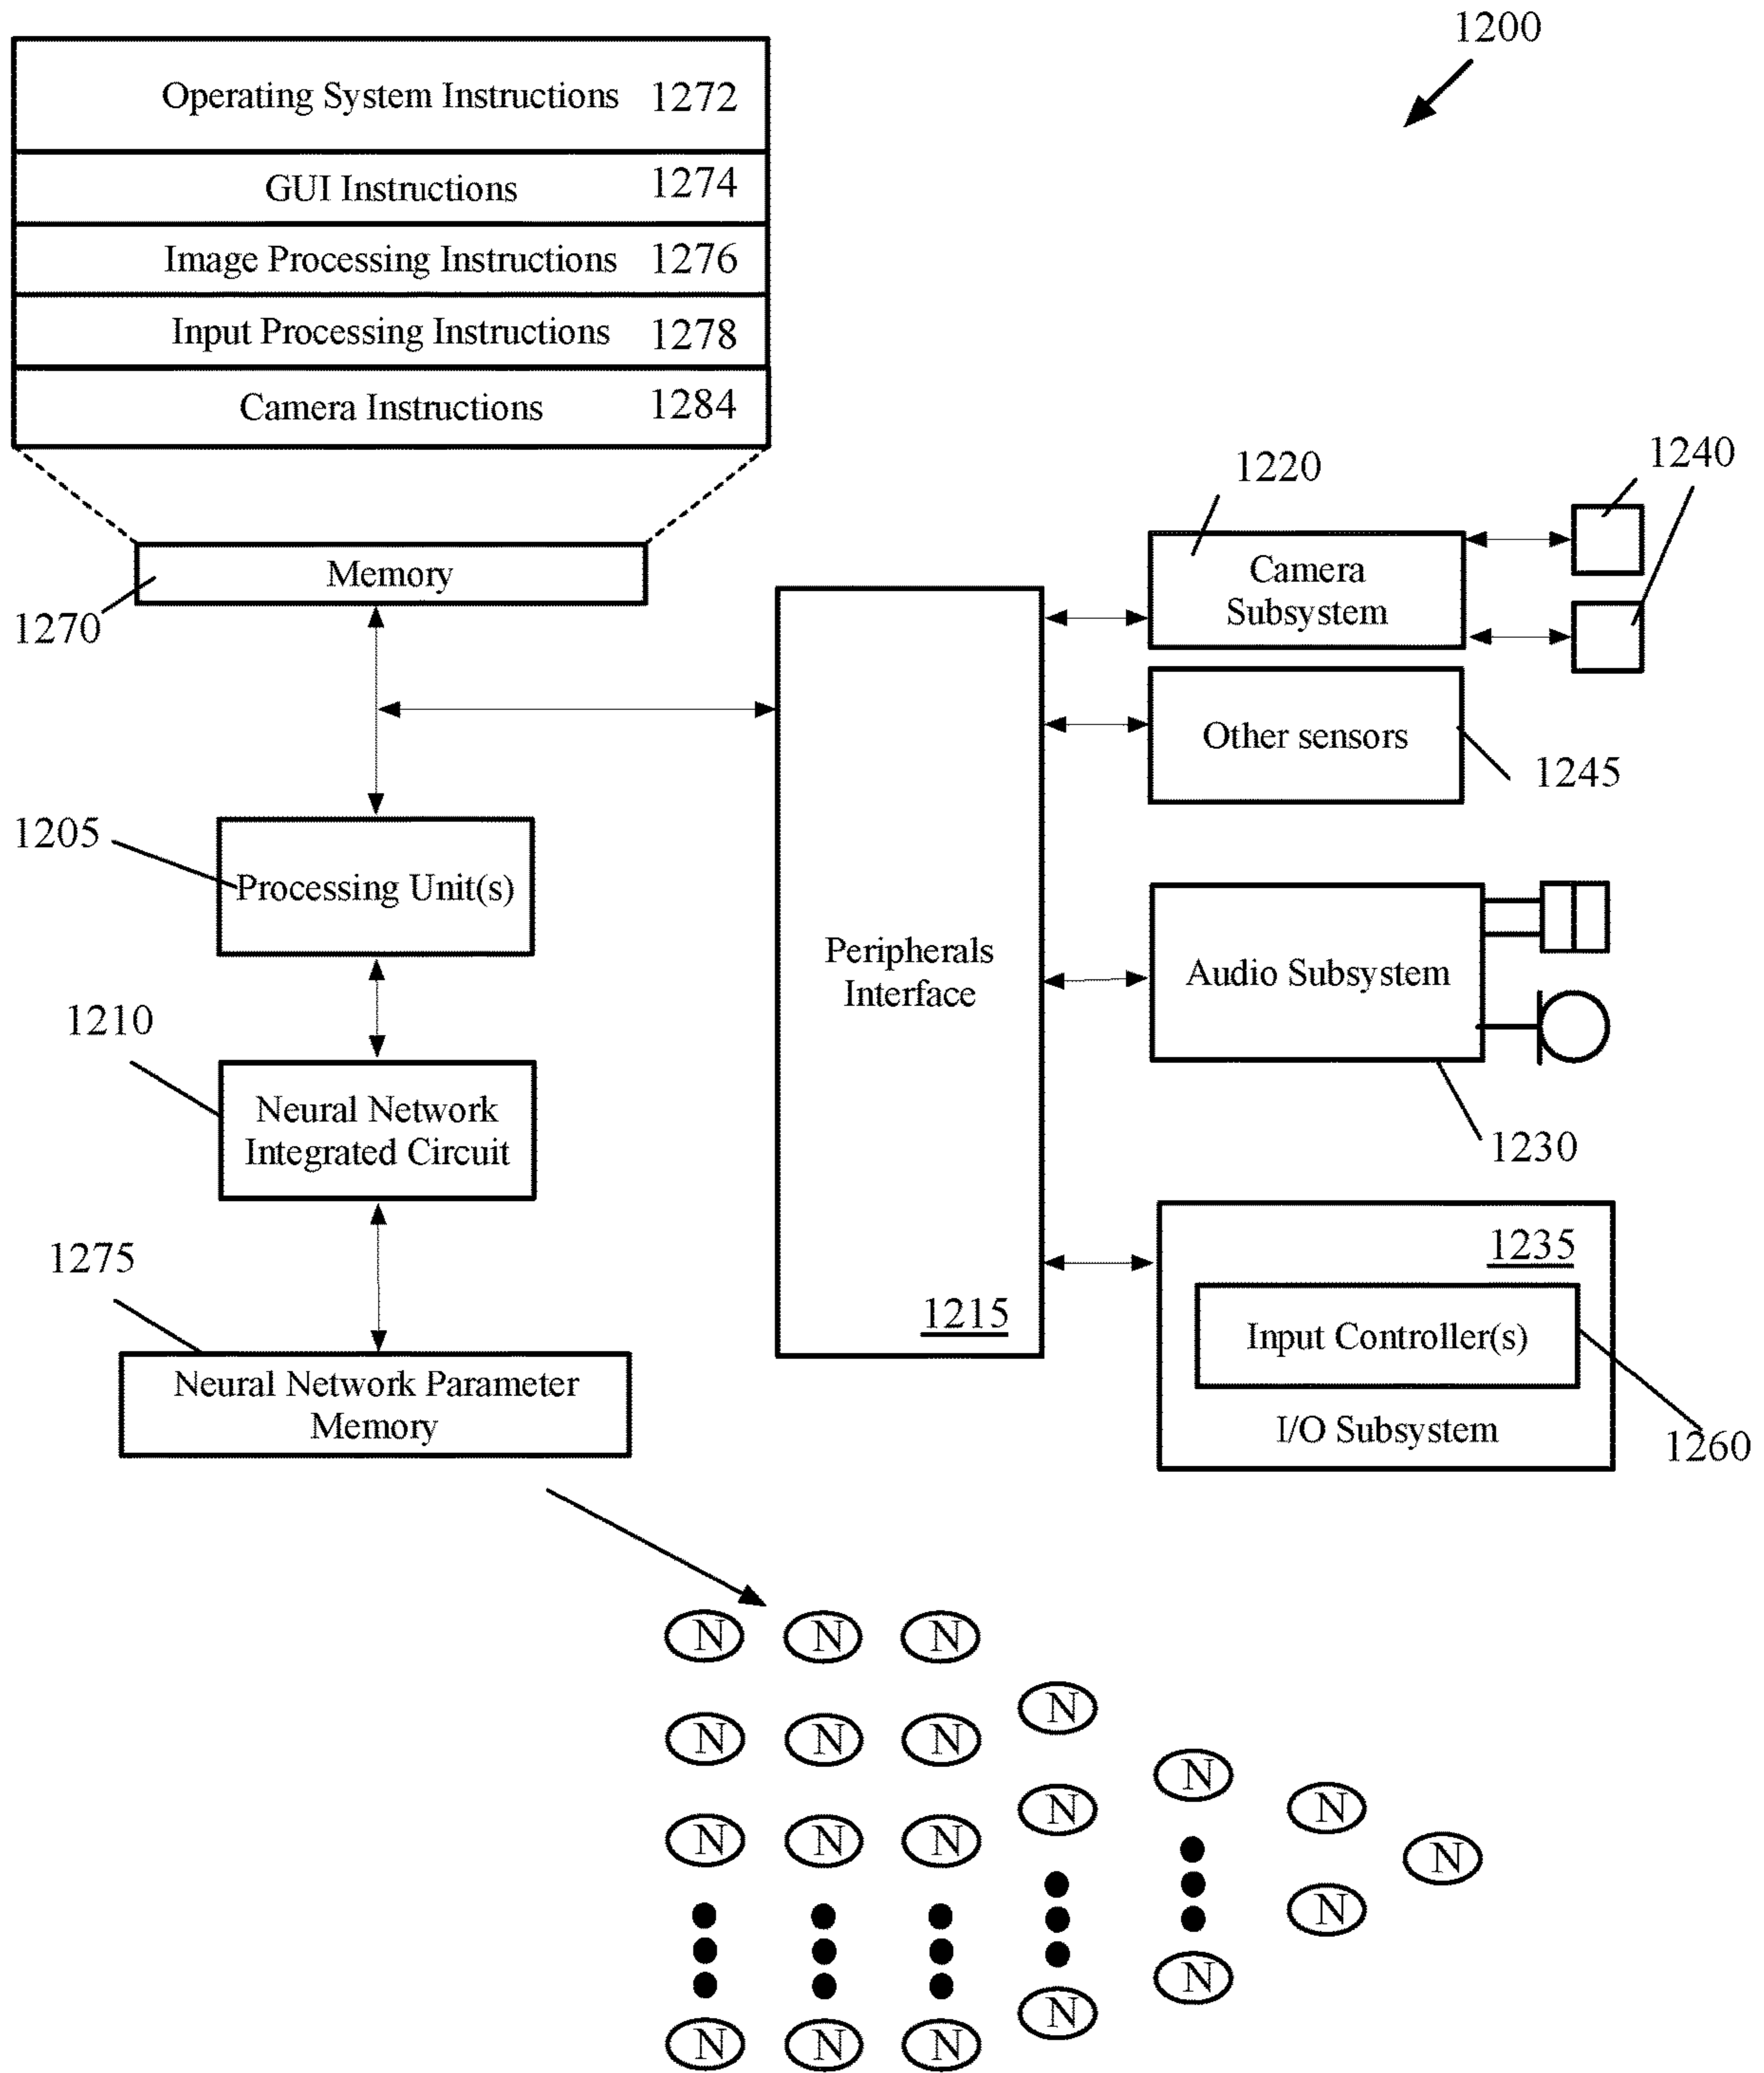 1200
Operating System Instructions 1272
GUI Instructions 1274
Image Processing Instructions 1276
Input Processing Instructions 1278
Camera Instructions 1284
Memory
1270
1220
1240
Camera
Subsystem
Other sensors
1245
1205
Processing Unit(s)
Peripherals
Interface
1215
Audio Subsystem
1230
1210
Neural Network
Integrated Circuit
1275
Neural Network Parameter
Memory
1235
Input Controller(s)
I/O Subsystem
1260
N N N
N
N N N
N
N
N
N N N
N
N
N
N
N
N N N